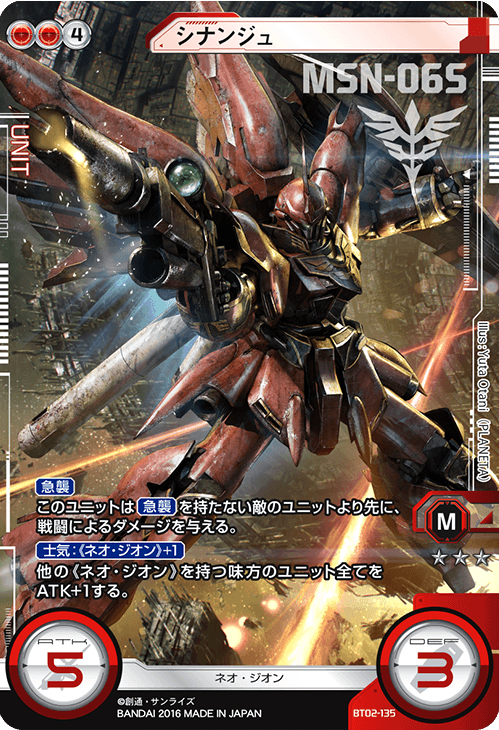 4
シナンジュ
MSN-06S
UNIT
Illus:Yuta Otani (PLANETA)
急襲
このユニットは 急襲 を持たない敵のユニットより先に、
戦闘によるダメージを与える。
士気:《ネオ・ジオン》+1
他の《ネオ・ジオン》を持つ味方のユニット全てを
ATK+1する。
M
ATK
5
DEF
3
ネオ・ジオン
©創通・サンライズ
BANDAI 2016 MADE IN JAPAN
BT02-135